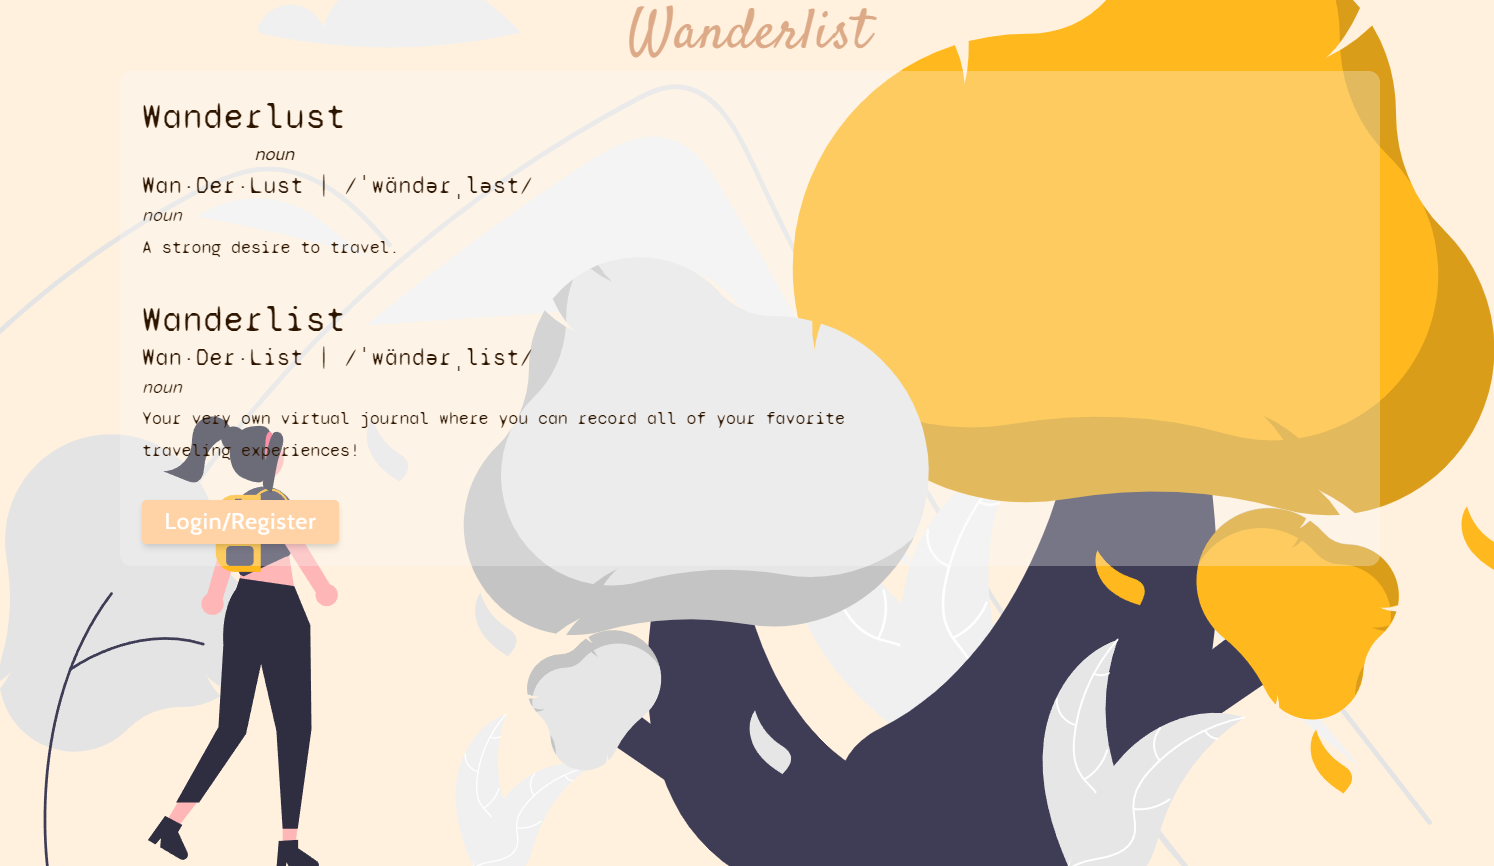 Wanderlist
Wanderlust
noun
Wan·Der·Lust | /ˈwändərˌləst/
noun
A strong desire to travel.
Wanderlist
Wan·Der·List | /ˈwändərˌlist/
noun
Your very own virtual journal where you can record all of your favorite
traveling experiences!
Login/Register